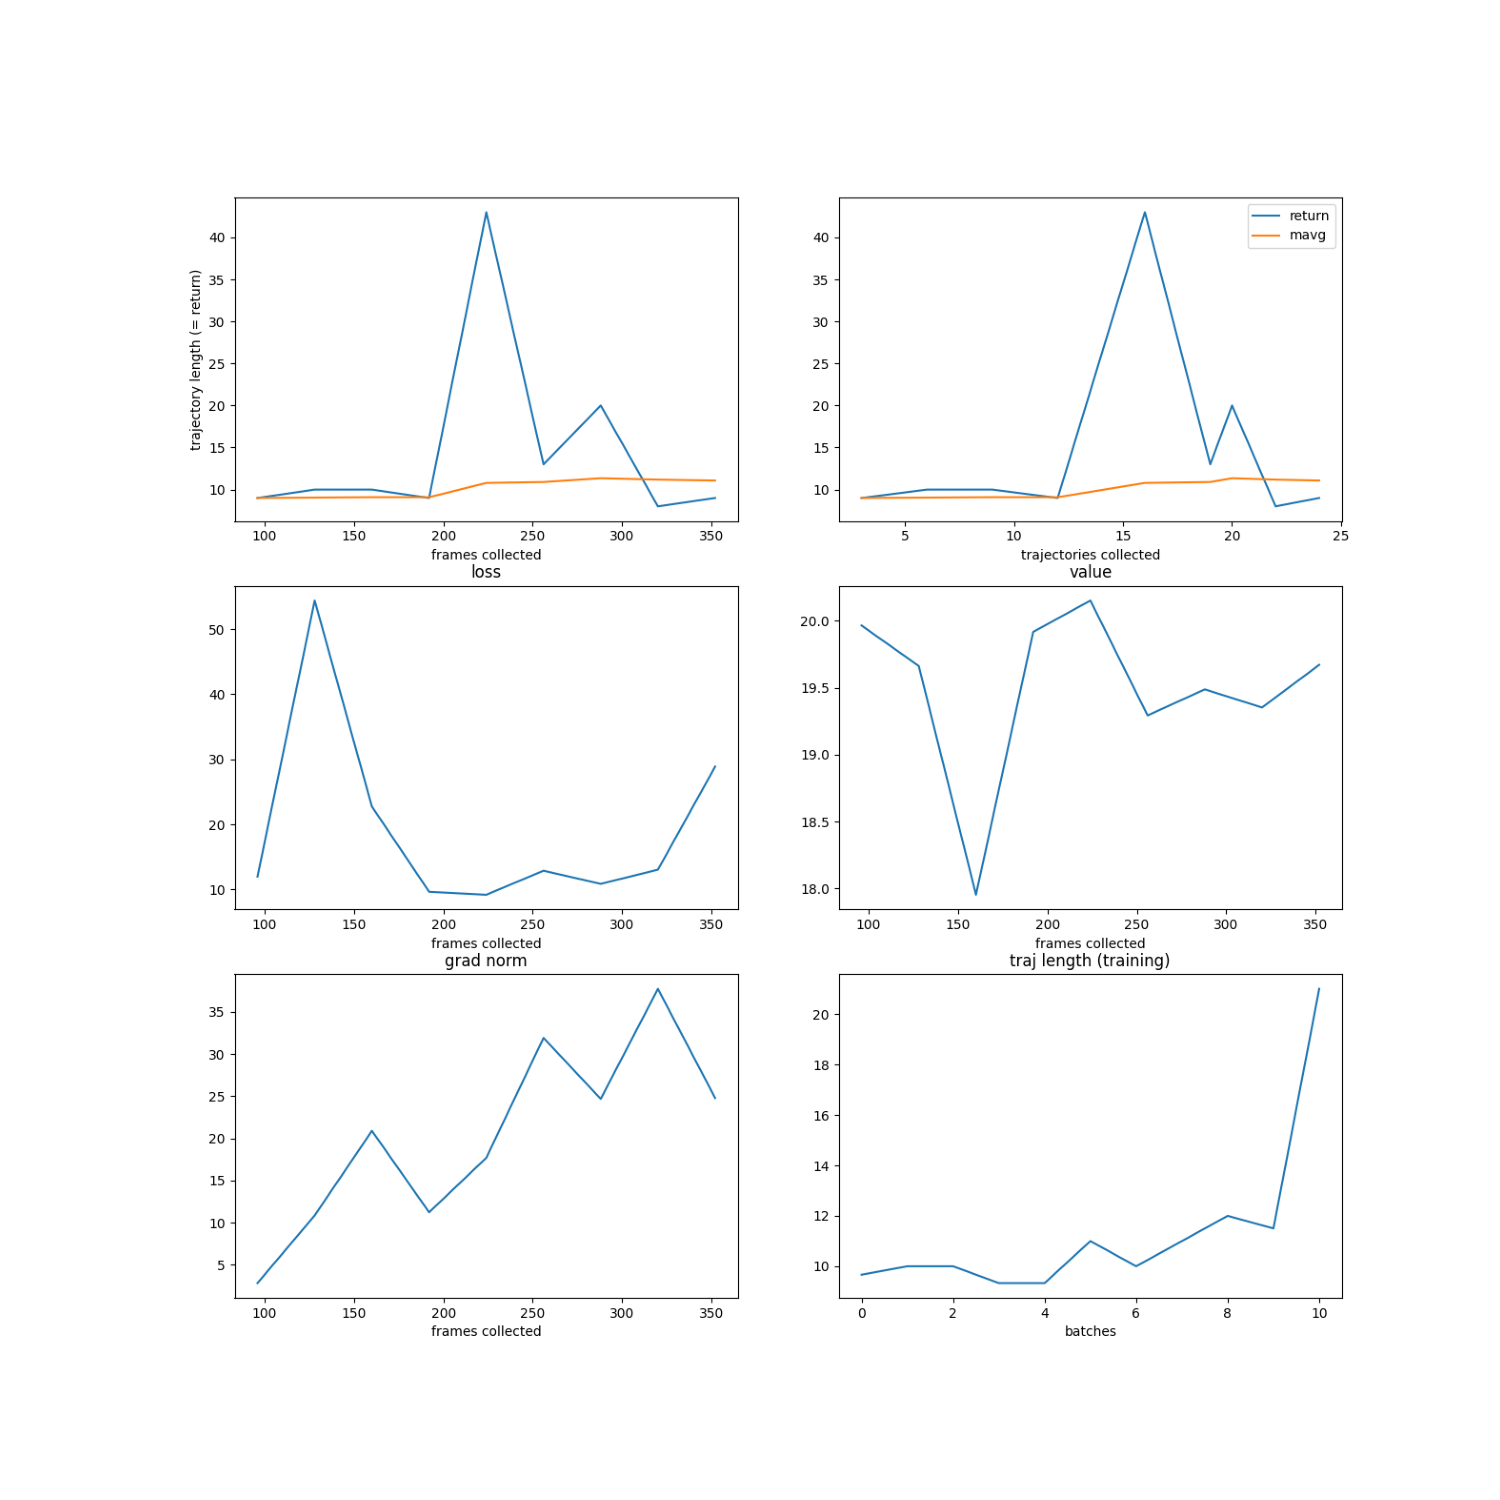 trajectory length (= return)
40
35
30
25
20
15
10
100 150 200 250 300 350
frames collected
return
mavg
40
35
30
25
20
15
10
5 10 15 20 25
trajectories collected
loss
50
40
30
20
10
100 150 200 250 300 350
frames collected
value
20.0
19.5
19.0
18.5
18.0
100 150 200 250 300 350
frames collected
grad norm
35
30
25
20
15
10
5
100 150 200 250 300 350
frames collected
traj length (training)
20
18
16
14
12
10
0 2 4 6 8 10
batches